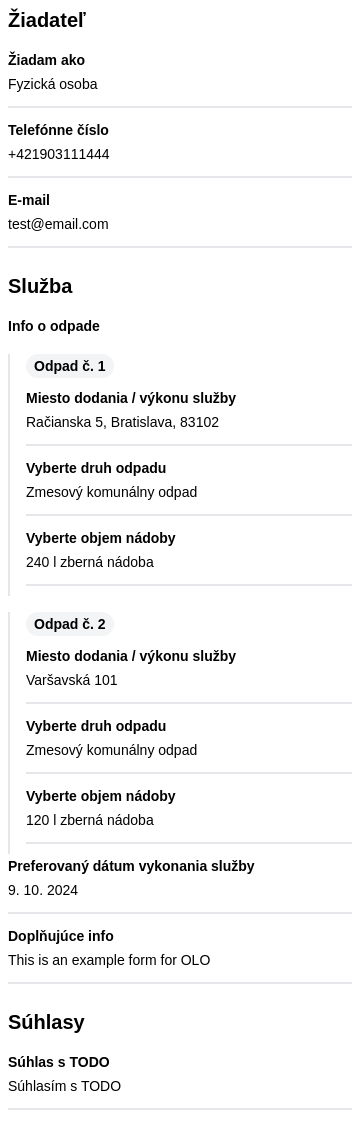 Žiadateľ
Žiadam ako
Fyzická osoba
Telefónne číslo
+421903111444
E-mail
test@email.com
Služba
Info o odpade
Odpad č. 1
Miesto dodania / výkonu služby
Račianska 5, Bratislava, 83102
Vyberte druh odpadu
Zmesový komunálny odpad
Vyberte objem nádoby
240 l zberná nádoba
Odpad č. 2
Miesto dodania / výkonu služby
Varšavská 101
Vyberte druh odpadu
Zmesový komunálny odpad
Vyberte objem nádoby
120 l zberná nádoba
Preferovaný dátum vykonania služby
9. 10. 2024
Doplňujúce info
This is an example form for OLO
Súhlasy
Súhlas s TODO
Súhlasím s TODO